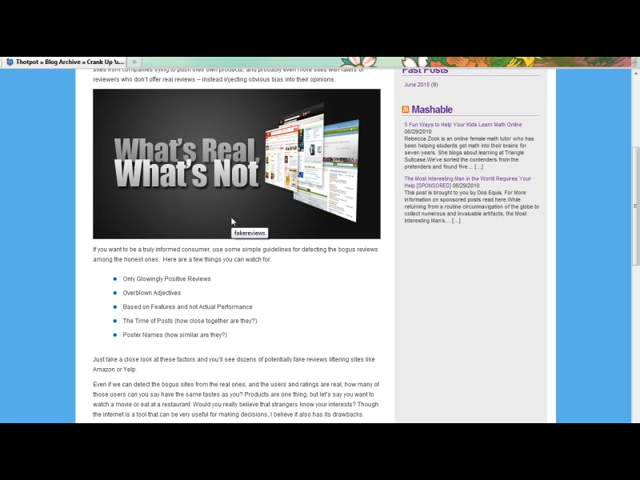 Thotpot » Blog Archive » Crank Up \u...
sites from companies trying to push their own products, and probably even more sites with raters or
reviewers who don't offer real reviews – instead injecting obvious bias into their opinions.
What's Real,
What's Not
fakereviews
If you want to be a truly informed consumer, use some simple guidelines for detecting the bogus reviews
among the honest ones. Here are a few things you can watch for:
Only Glowingly Positive Reviews
Overblown Adjectives
Based on Features and not Actual Performance
The Time of Posts (how close together are they?)
Poster Names (how similar are they?)
Just take a close look at these factors and you'll see dozens of potentially fake reviews littering sites like
Amazon or Yelp.
Even if we can detect the bogus sites from the real ones, and the users and ratings are real, how many of
those users can you say have the same tastes as you? Products are one thing, but let's say you want to
watch a movie or eat at a restaurant. Would you really believe that strangers know your interests? Though
the internet is a tool that can be very useful for making decisions, I believe it also has its drawbacks.
Past Posts
June 2010 (9)
Mashable
5 Fun Ways to Help Your Kids Learn Math Online
06/29/2010
Rebecca Zook is an online female math tutor who has
been helping students get math into their brains for
seven years. She blogs about learning at Triangle
Suitcase.We've sorted the contenders from the
pretenders and found five… [...]
The Most Interesting Man in the World Requires Your
Help [SPONSORED] 06/29/2010
This post is brought to you by Dos Equis. For More
information on sponsored posts read here.While
returning from a routine circumnavigation of the globe to
collect numerous and invaluable artifacts, the Most
Interesting Man's… [...]